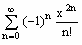 ∞
∑ (−1)ⁿ x²ⁿ / n!
n=0